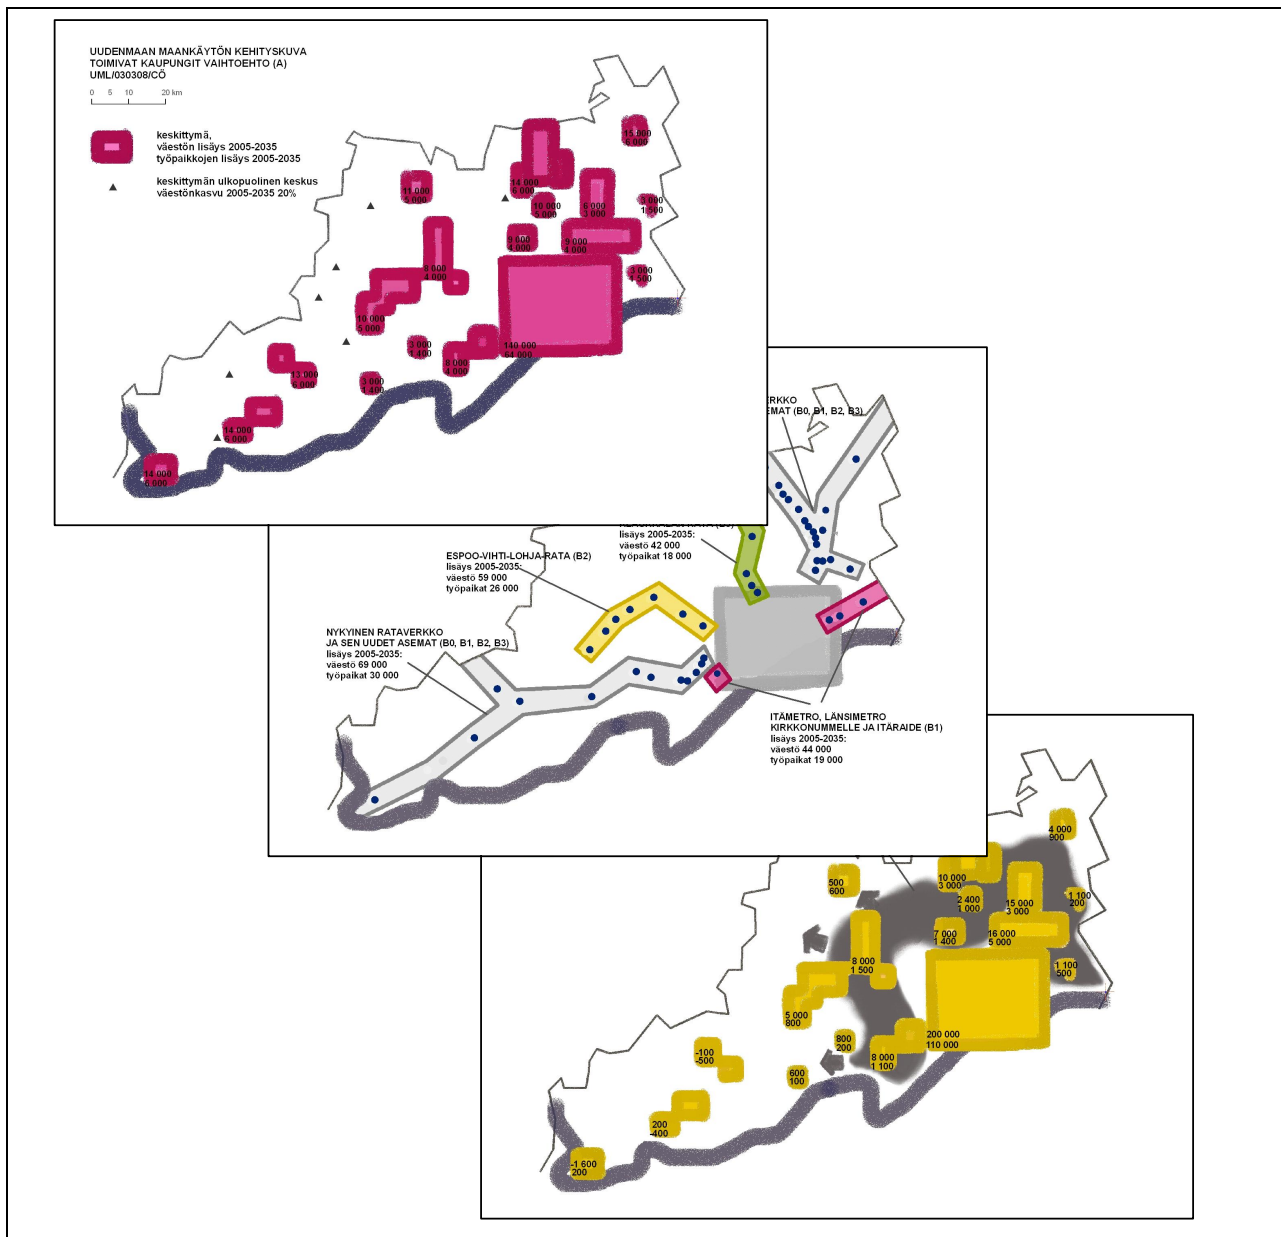 UUDENMAAN MAANKÄYTÖN KEHITYSKUVA
TOIMIVAT KAUPUNGIT VAIHTOEHTO (A)
UML/030308/CÖ
0 5 10 20 km
keskittymä,
väestön lisäys 2005-2035
työpaikkojen lisäys 2005-2035
keskittymän ulkopuolinen keskus
väestönkasvu 2005-2035 20%
15 000
6 000
14 000
6 000
11 000
5 000
10 000
5 000
6 000
3 000
3 000
1 500
9 000
4 000
9 000
4 000
8 000
4 000
3 000
1 500
10 000
5 000
3 000
1 400
8 000
4 000
140 000
64 000
13 000
6 000
3 000
1 400
14 000
6 000
14 000
6 000
EMAT (B0, B1, B2, B3)
lisäys 2005-2035:
väestö 42 000
työpaikat 18 000
ESPOO-VIHTI-LOHJA-RATA (B2)
lisäys 2005-2035:
väestö 59 000
työpaikat 26 000
NYKYINEN RATAVERKKO
JA SEN UUDET ASEMAT (B0, B1, B2, B3)
lisäys 2005-2035:
väestö 69 000
työpaikat 30 000
ITÄMETRO, LÄNSIMETRO
KIRKKONUMMELLE JA ITÄRAIDE (B1)
lisäys 2005-2035:
väestö 44 000
työpaikat 19 000
4 000
900
500
600
10 000
3 000
2 400
1 000
15 000
3 000
1 100
200
7 000
1 400
16 000
5 000
8 000
1 500
1 100
500
5 000
800
800
200
8 000
1 100
200 000
110 000
-100
-500
600
100
200
-400
-1 600
200